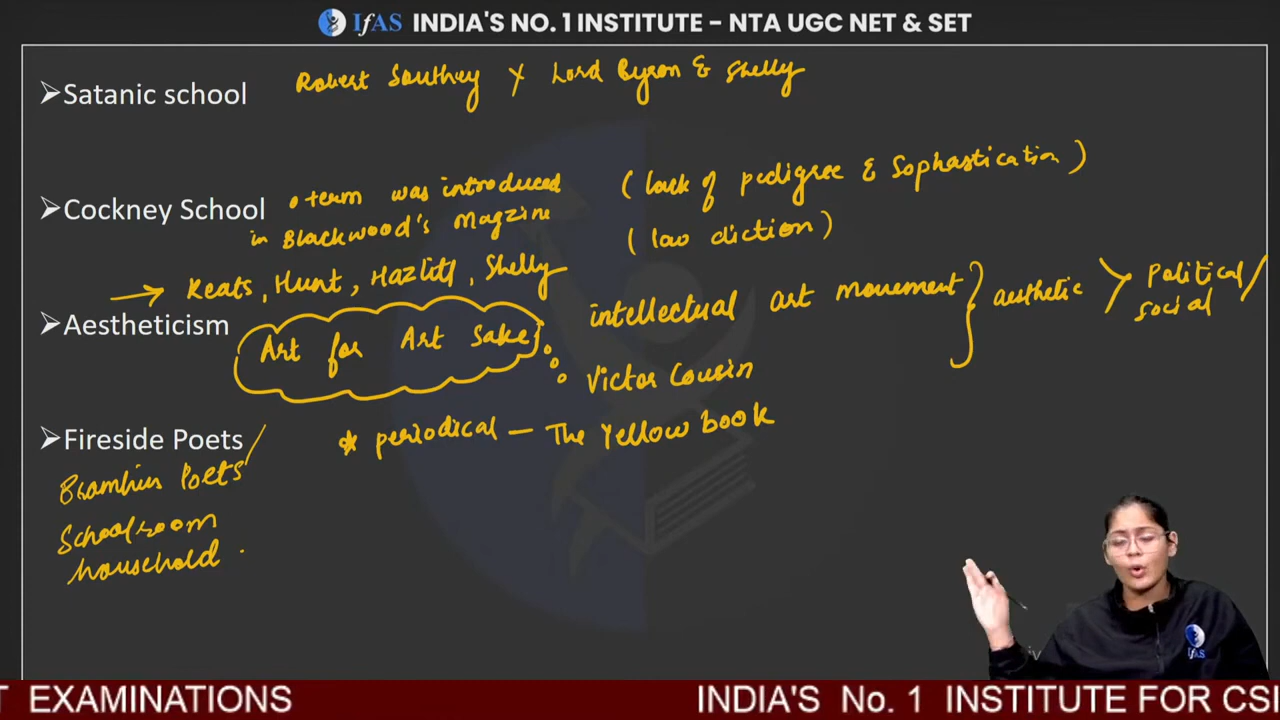 IfAS INDIA'S NO. 1 INSTITUTE – NTA UGC NET & SET
➢Satanic school Robert Southey X Lord Byron & Shelly
➢Cockney School • term was introduced (lack of pedigree & Sophastication)
in Blackwood's Magzine (low diction)
→ Keats, Hunt, Hazlitt, Shelly
➢Aestheticism Art for Art Sake intellectual art movement } aesthetic > Political/
social
Victor Cousin
➢Fireside Poets / * periodical – The Yellow book
Poets
Schoolroom
household
IfAS
T EXAMINATIONS INDIA'S No. 1 INSTITUTE FOR CSI